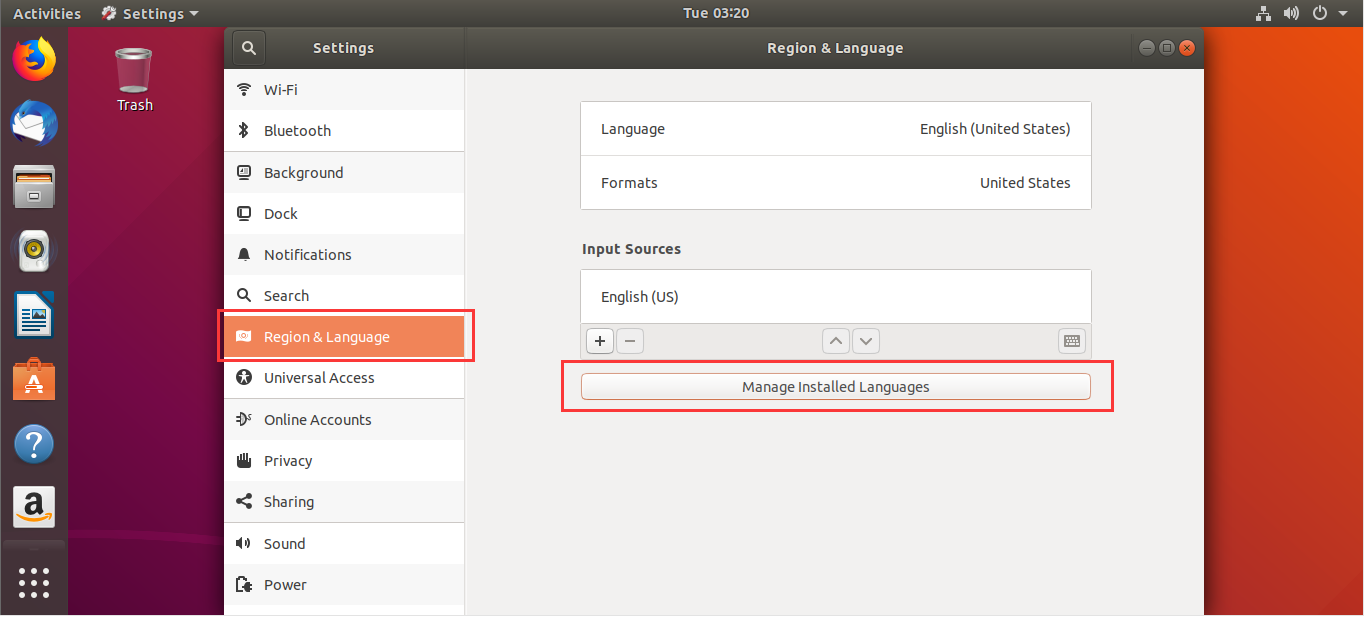 Activities
Settings
Tue 03:20
Trash
Settings
Region & Language
Wi-Fi
Bluetooth
Background
Dock
Notifications
Search
Region & Language
Universal Access
Online Accounts
Privacy
Sharing
Sound
Power
Language English (United States)
Formats United States
Input Sources
English (US)
Manage Installed Languages